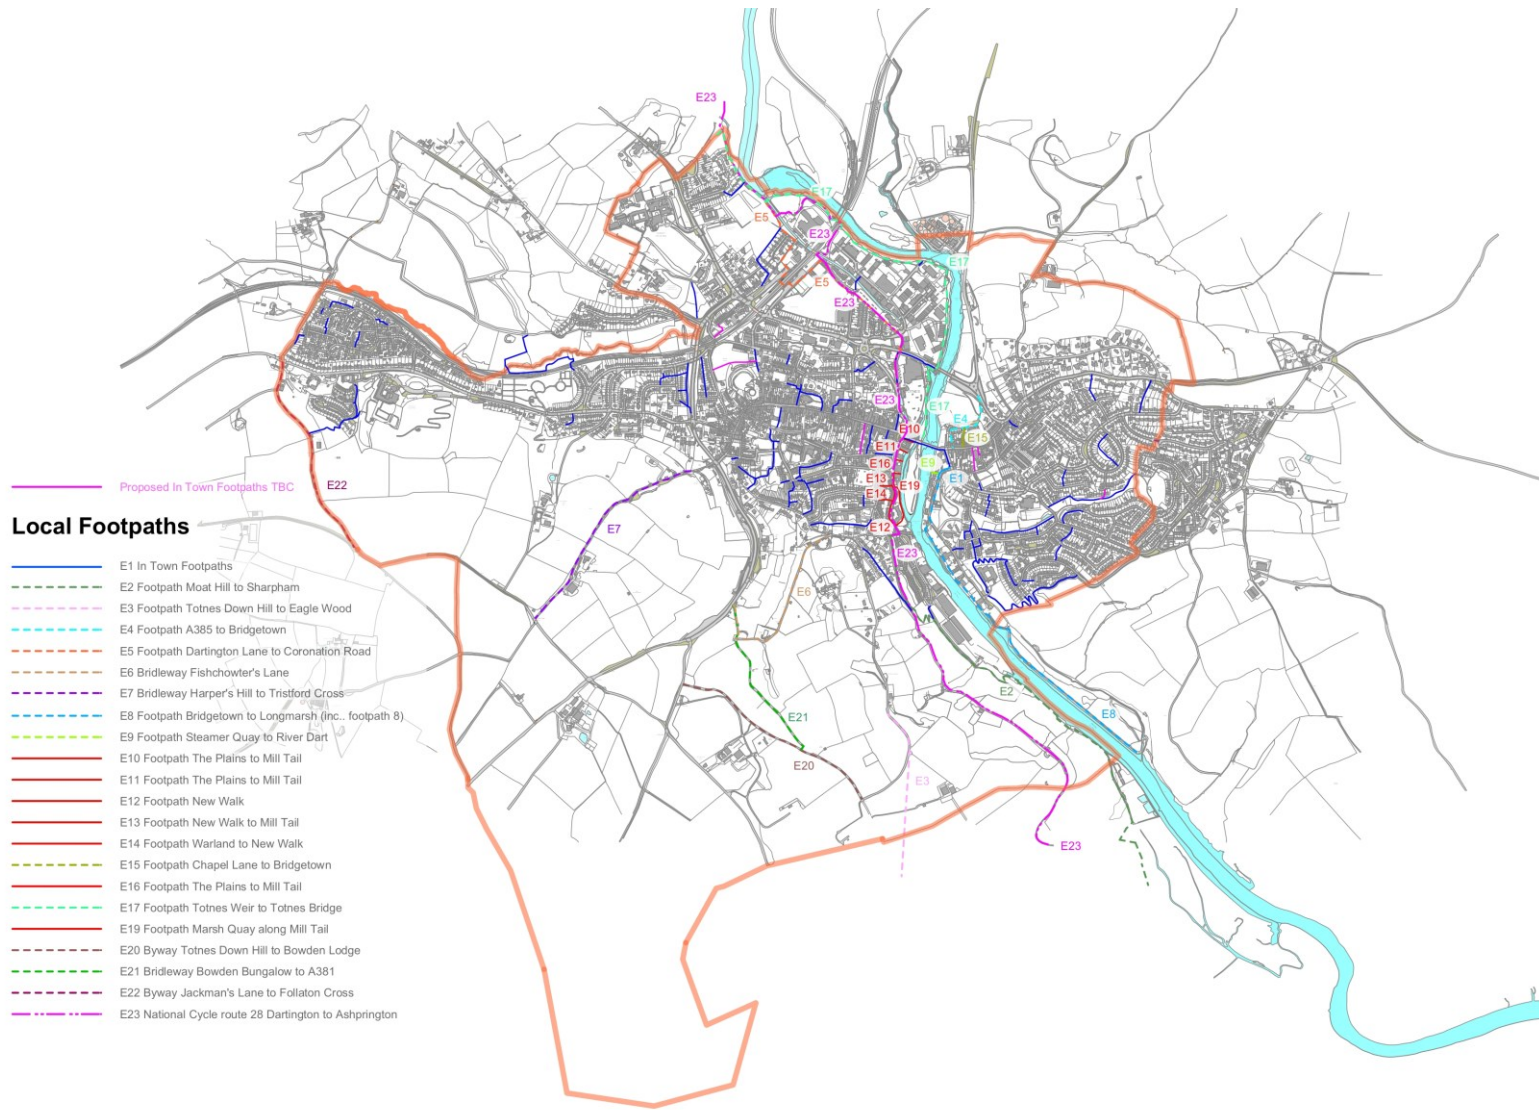 E23
E17
E5
E23
E17
E5
E23
E23
E17
E10
E4
E15
E11
E16
E9
E13
E19
E1
E14
E12
E22
E7
E23
E6
E2
E8
E21
E20
E3
E23
Proposed In Town Footpaths TBC
Local Footpaths
E1 In Town Footpaths
E2 Footpath Moat Hill to Sharpham
E3 Footpath Totnes Down Hill to Eagle Wood
E4 Footpath A385 to Bridgetown
E5 Footpath Dartington Lane to Coronation Road
E6 Bridleway Fishchowter's Lane
E7 Bridleway Harper's Hill to Tristford Cross
E8 Footpath Bridgetown to Longmarsh (Inc.. footpath 8)
E9 Footpath Steamer Quay to River Dart
E10 Footpath The Plains to Mill Tail
E11 Footpath The Plains to Mill Tail
E12 Footpath New Walk
E13 Footpath New Walk to Mill Tail
E14 Footpath Warland to New Walk
E15 Footpath Chapel Lane to Bridgetown
E16 Footpath The Plains to Mill Tail
E17 Footpath Totnes Weir to Totnes Bridge
E19 Footpath Marsh Quay along Mill Tail
E20 Byway Totnes Down Hill to Bowden Lodge
E21 Bridleway Bowden Bungalow to A381
E22 Byway Jackman's Lane to Follaton Cross
E23 National Cycle route 28 Dartington to Ashprington